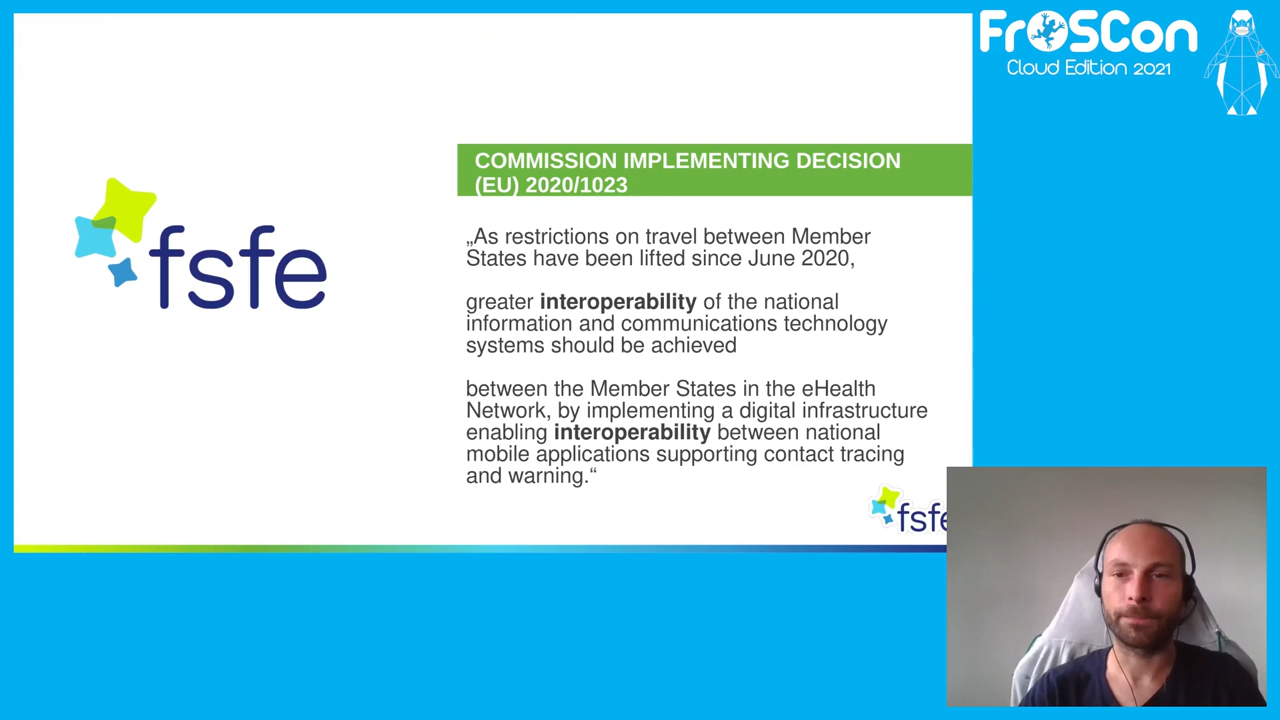 FrOSCon
Cloud Edition 2021
fsfe
COMMISSION IMPLEMENTING DECISION
(EU) 2020/1023
„As restrictions on travel between Member
States have been lifted since June 2020,
greater interoperability of the national
information and communications technology
systems should be achieved
between the Member States in the eHealth
Network, by implementing a digital infrastructure
enabling interoperability between national
mobile applications supporting contact tracing
and warning.“
fsfe